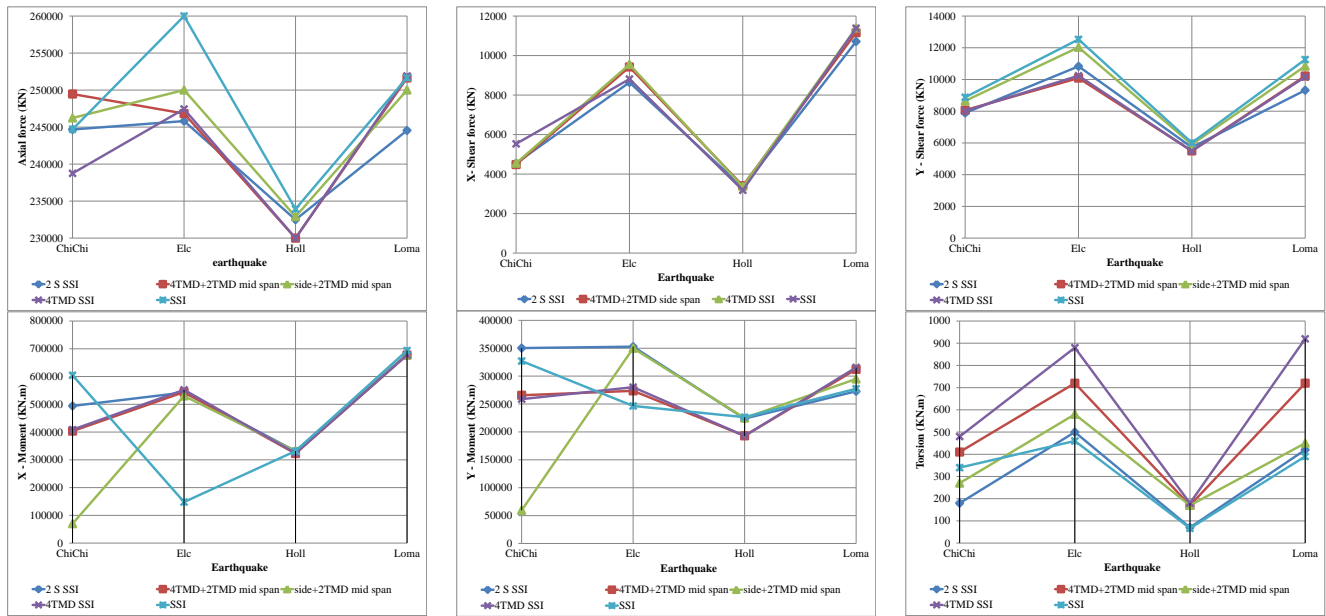 Axial force (KN)
260000
255000
250000
245000
240000
235000
230000
ChiChi Elc Holl Loma
earthquake
2 S SSI 4TMD+2TMD mid span side+2TMD mid span
4TMD SSI SSI
X- Shear force (KN)
12000
10000
8000
6000
4000
2000
0
ChiChi Elc Holl Loma
Earthquake
2 S SSI 4TMD+2TMD side span 4TMD SSI SSI
Y - Shear force (KN)
14000
12000
10000
8000
6000
4000
2000
0
ChiChi Elc Holl Loma
Earthquake
2 S SSI 4TMD+2TMD mid span side+2TMD mid span
4TMD SSI SSI
X - Moment (KN.m)
800000
700000
600000
500000
400000
300000
200000
100000
0
ChiChi Elc Holl Loma
Earthquake
2 S SSI 4TMD+2TMD mid span side+2TMD mid span
4TMD SSI SSI
Y - Moment (KN.m)
400000
350000
300000
250000
200000
150000
100000
50000
0
ChiChi Elc Holl Loma
Earthquake
2 S SSI 4TMD+2TMD mid span side+2TMD mid span
4TMD SSI SSI
Torsion (KN.m)
1000
900
800
700
600
500
400
300
200
100
0
ChiChi Elc Holl Loma
Earthquake
2 S SSI 4TMD+2TMD mid span side+2TMD mid span
4TMD SSI SSI